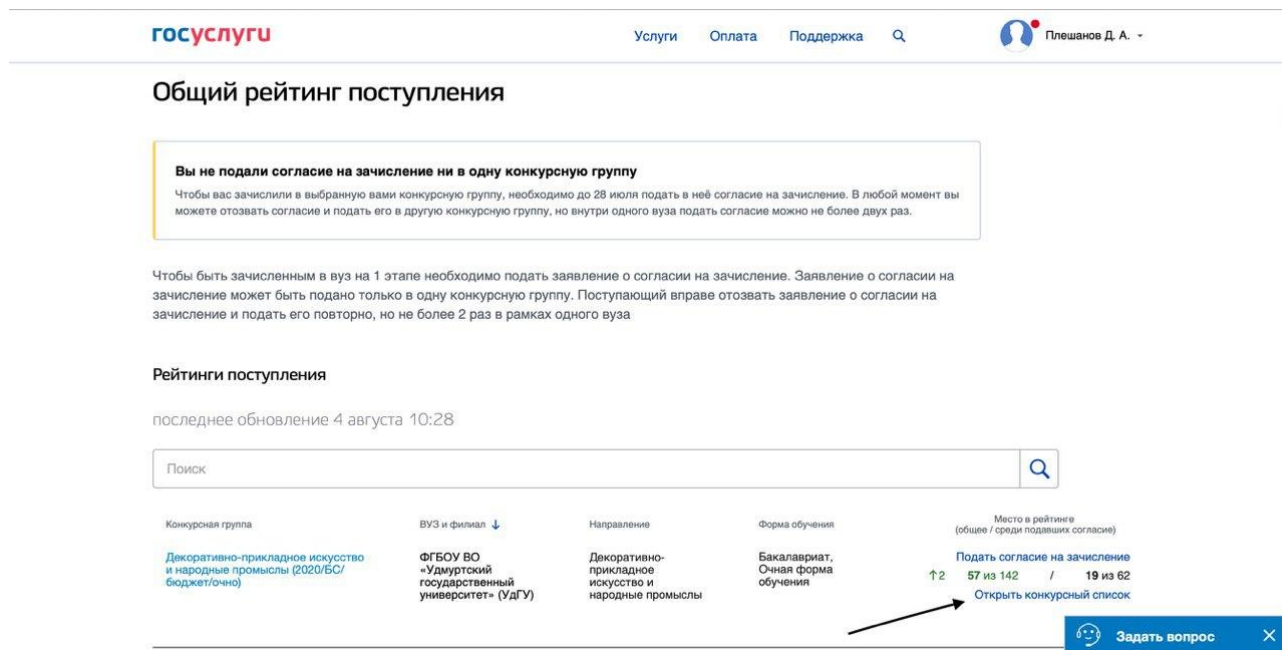 госуслуги
Услуги Оплата Поддержка
Плешанов Д. А.
Общий рейтинг поступления
Вы не подали согласие на зачисление ни в одну конкурсную группу
Чтобы вас зачислили в выбранную вами конкурсную группу, необходимо до 28 июля подать в неё согласие на зачисление. В любой момент вы
можете отозвать согласие и подать его в другую конкурсную группу, но внутри одного вуза подать согласие можно не более двух раз.
Чтобы быть зачисленным в вуз на 1 этапе необходимо подать заявление о согласии на зачисление. Заявление о согласии на
зачисление может быть подано только в одну конкурсную группу. Поступающий вправе отозвать заявление о согласии на
зачисление и подать его повторно, но не более 2 раз в рамках одного вуза
Рейтинги поступления
последнее обновление 4 августа 10:28
Поиск
Конкурсная группа
ВУЗ и филиал ↓
Направление
Форма обучения
Место в рейтинге
(общее / среди подавших согласие)
Декоративно-прикладное искусство
и народные промыслы (2020/БС/
бюджет/очно)
ФГБОУ ВО
«Удмуртский
государственный
университет» (УдГУ)
Декоративно-
прикладное
искусство и
народные промыслы
Бакалавриат,
Очная форма
обучения
Подать согласие на зачисление
↑2 57 из 142 / 19 из 62
Открыть конкурсный список
Задать вопрос